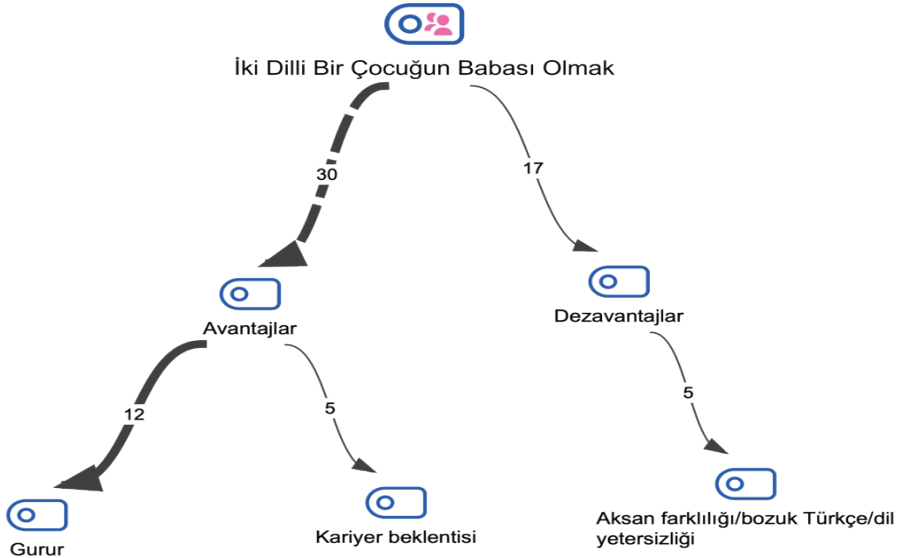 İki Dilli Bir Çocuğun Babası Olmak
30
17
Avantajlar
Dezavantajlar
12
5
5
Gurur
Kariyer beklentisi
Aksan farklılığı/bozuk Türkçe/dil
yetersizliği